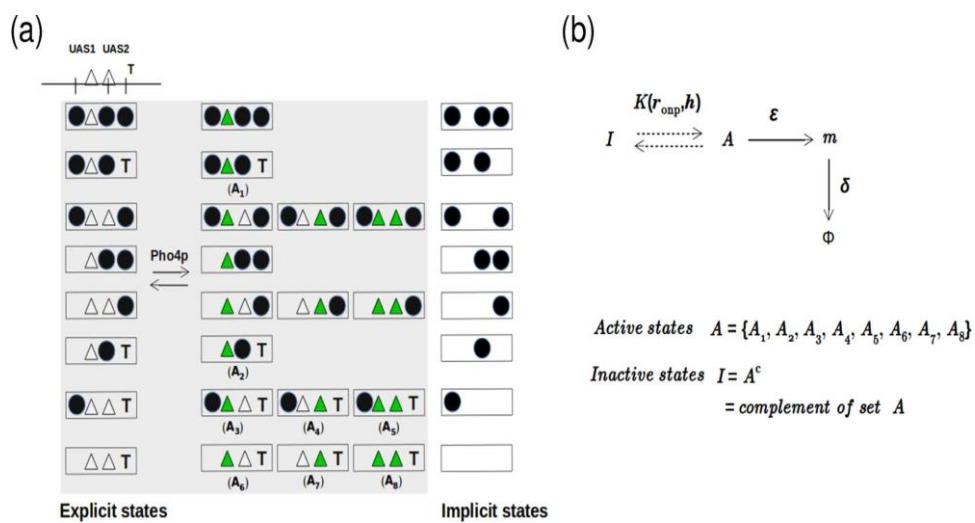 (a)
UAS1 UAS2
T
T T
(A₁)
Pho4p
T T
(A₂)
T T T T
(A₃) (A₄) (A₅)
T T T T
(A₆) (A₇) (A₈)
Explicit states Implicit states
(b)
K(r_onp,h)
I A ε m
δ
Φ
Active states A = {A₁, A₂, A₃, A₄, A₅, A₆, A₇, A₈}
Inactive states I = Aᶜ
= complement of set A